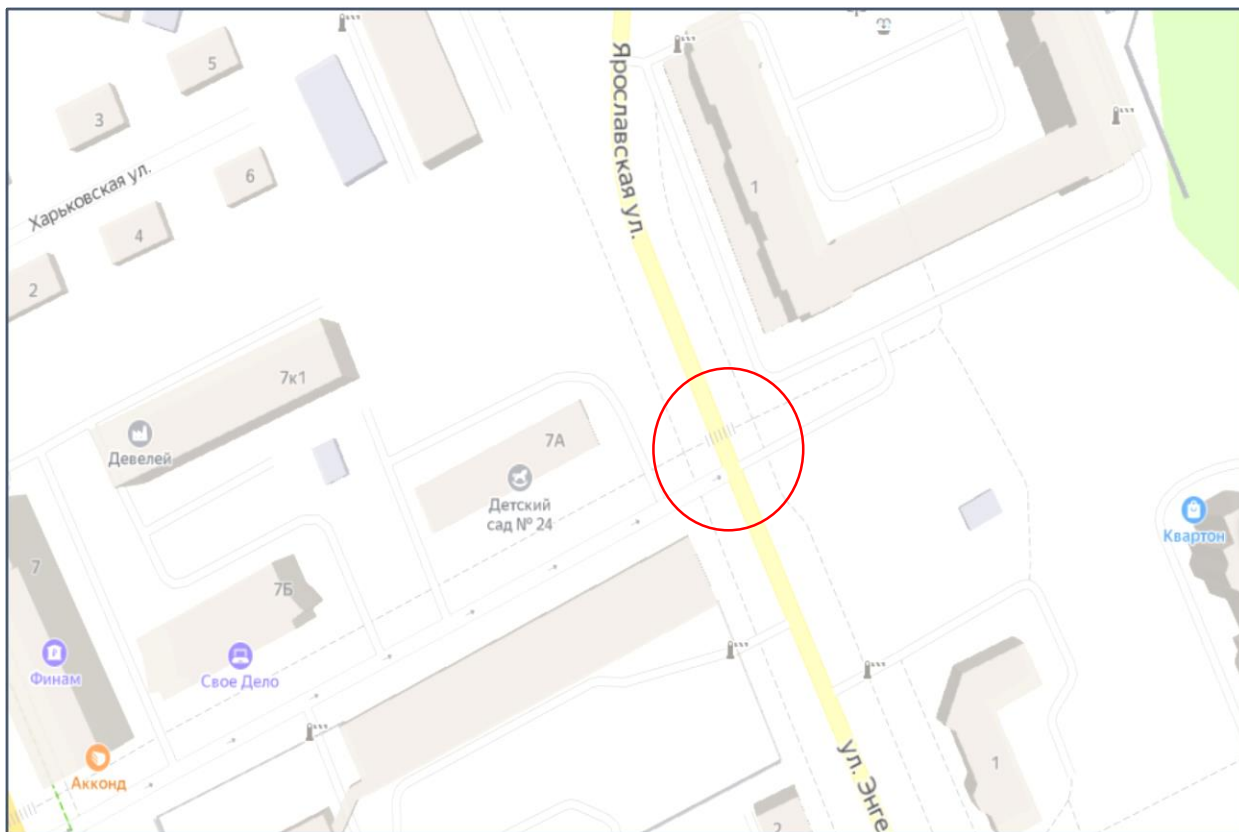 5
3
Харьковская ул.
6
4
2
Ярославская ул.
1
7к1
Девелей
7А
Детский
сад № 24
7
7Б
Финам
Свое Дело
Акконд
Квартон
1
ул. Энге
2